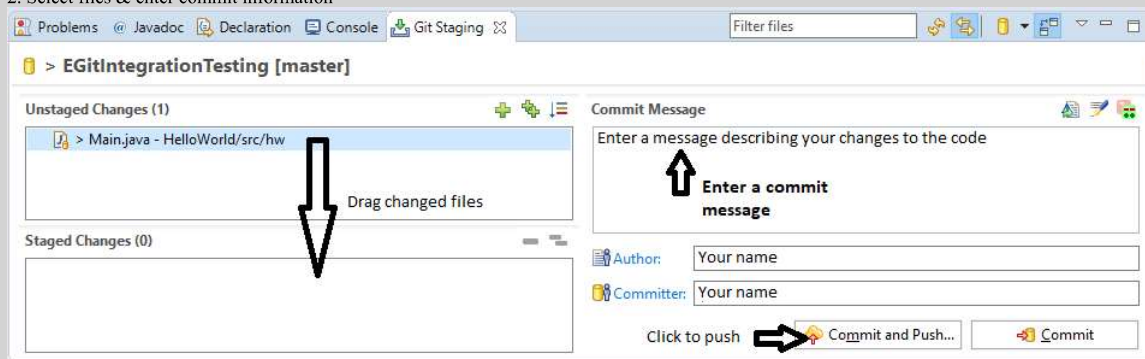 2. Select files & enter commit information
Problems @ Javadoc Declaration Console Git Staging
Filter files
> EGitIntegrationTesting [master]
Unstaged Changes (1)
> Main.java - HelloWorld/src/hw
Drag changed files
Staged Changes (0)
Commit Message
Enter a message describing your changes to the code
Enter a commit
message
Author: Your name
Committer: Your name
Click to push Commit and Push... Commit